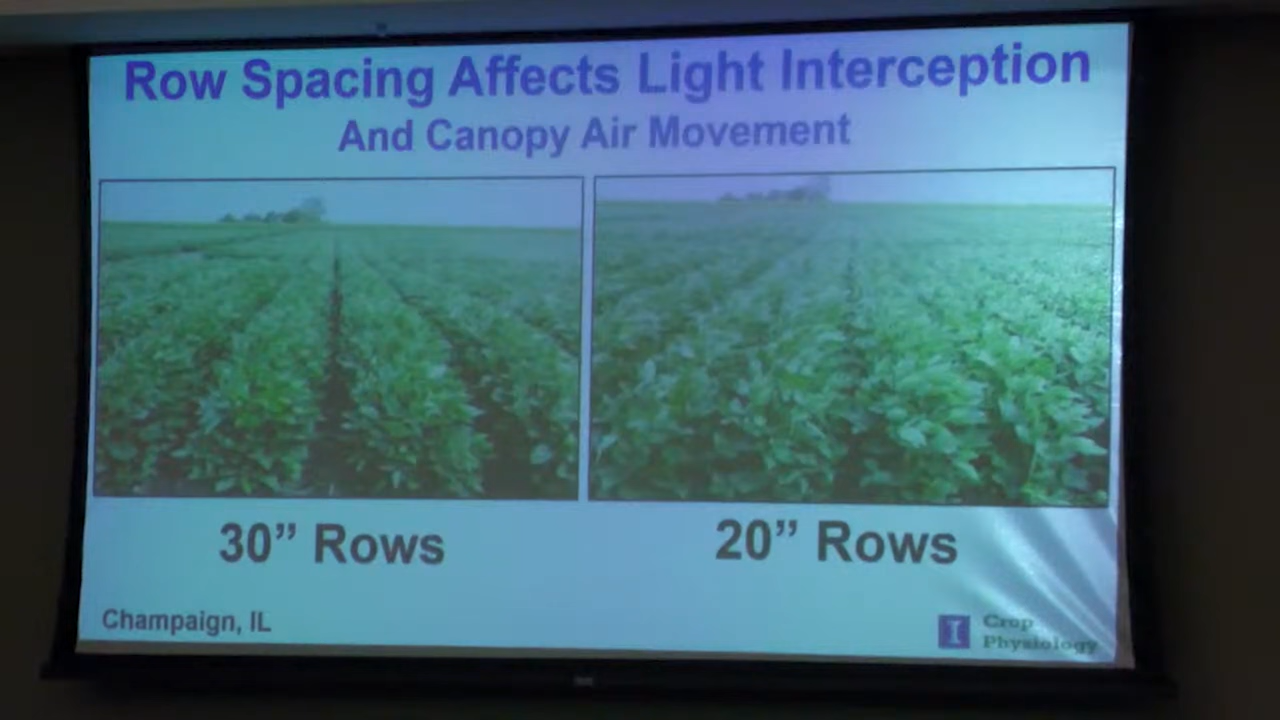 Row Spacing Affects Light Interception
And Canopy Air Movement
30” Rows
20” Rows
Champaign, IL
I
Crop
Physiology